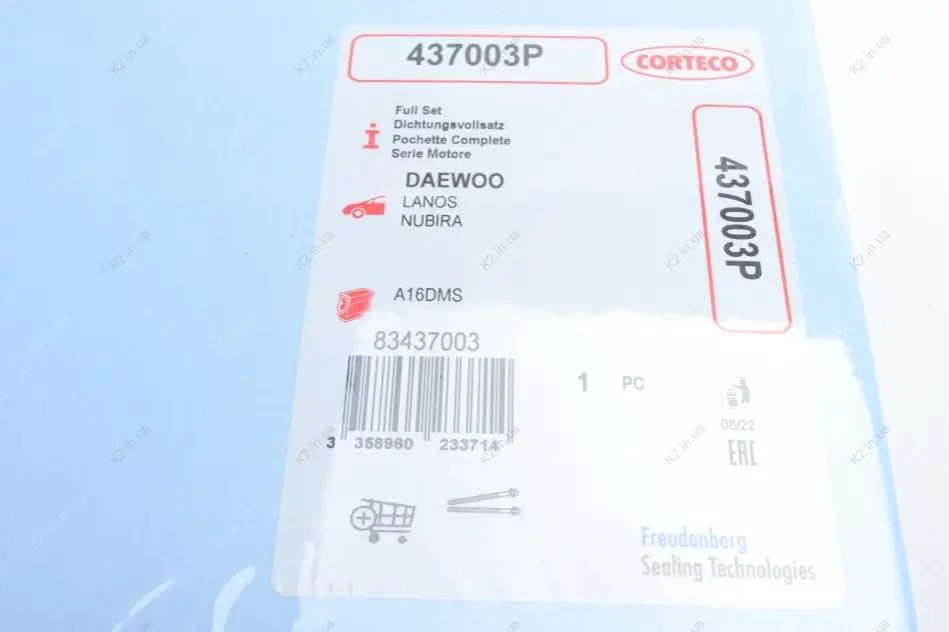 437003P
CORTECO
Full Set
Dichtungsvollsatz
Pochette Complete
Serie Motore
DAEWOO
LANOS
NUBIRA
437003P
A16DMS
83437003
1 PC
3 358960 233714
06/22
EAC
Freudenberg
Sealing Technologies
K2.in.ua